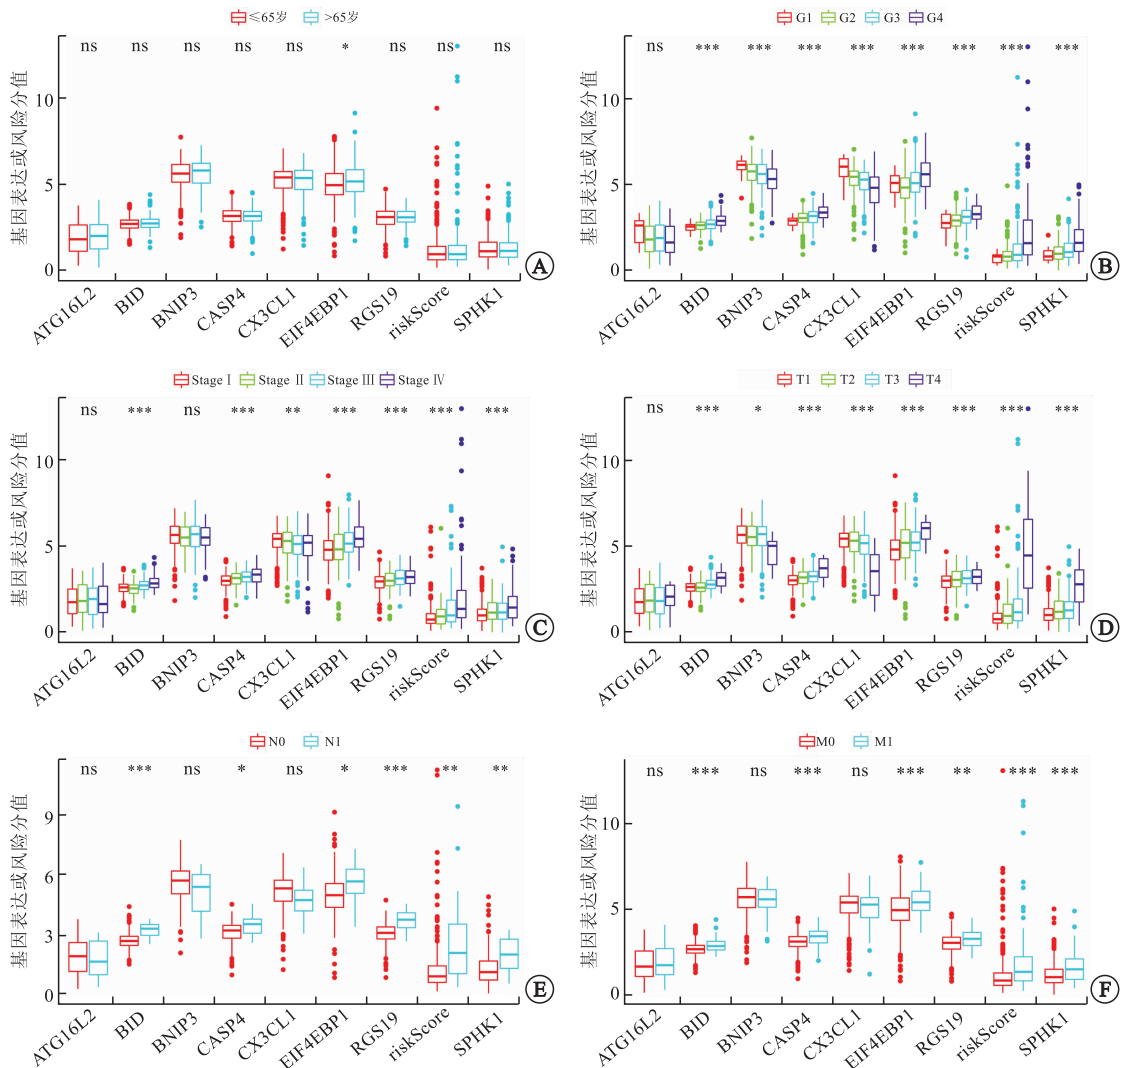 ≤65岁 >65岁
ns ns ns ns ns * ns ns ns
基因表达或风险分值
10
5
0
ATG16L2 BID BNIP3 CASP4 CX3CL1 EIF4EBP1 RGS19 riskScore SPHK1
A
G1 G2 G3 G4
ns *** *** *** *** *** *** *** ***
基因表达或风险分值
10
5
0
ATG16L2 BID BNIP3 CASP4 CX3CL1 EIF4EBP1 RGS19 riskScore SPHK1
B
Stage Ⅰ Stage Ⅱ Stage Ⅲ Stage Ⅳ
ns *** ns *** ** *** *** *** ***
基因表达或风险分值
10
5
0
ATG16L2 BID BNIP3 CASP4 CX3CL1 EIF4EBP1 RGS19 riskScore SPHK1
C
T1 T2 T3 T4
ns *** * *** *** *** *** *** ***
基因表达或风险分值
10
5
0
ATG16L2 BID BNIP3 CASP4 CX3CL1 EIF4EBP1 RGS19 riskScore SPHK1
D
N0 N1
ns *** ns * ns * *** ** **
基因表达或风险分值
9
6
3
0
ATG16L2 BID BNIP3 CASP4 CX3CL1 EIF4EBP1 RGS19 riskScore SPHK1
E
M0 M1
ns *** ns *** ns *** ** *** ***
基因表达或风险分值
10
5
0
ATG16L2 BID BNIP3 CASP4 CX3CL1 EIF4EBP1 RGS19 riskScore SPHK1
F